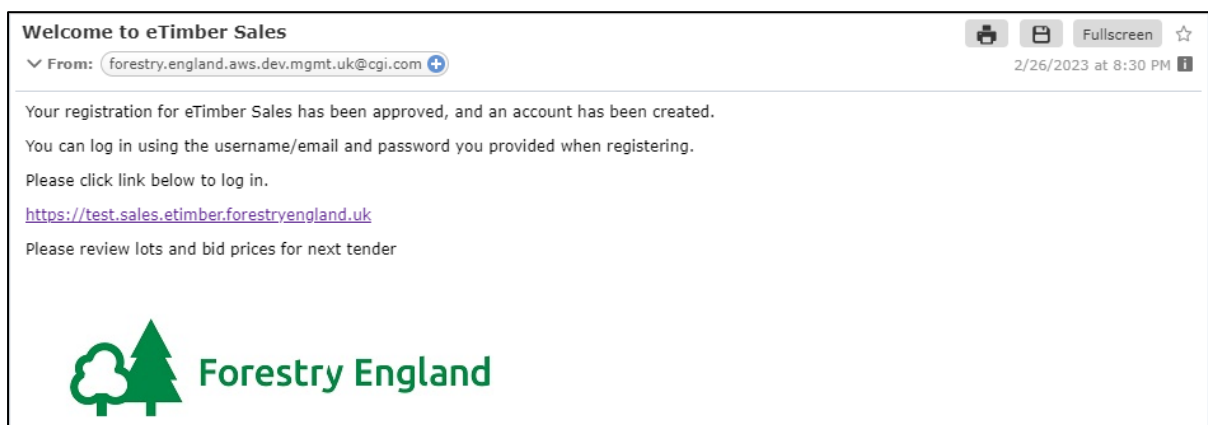 Welcome to eTimber Sales
Fullscreen
From: forestry.england.aws.dev.mgmt.uk@cgi.com
2/26/2023 at 8:30 PM
Your registration for eTimber Sales has been approved, and an account has been created.
You can log in using the username/email and password you provided when registering.
Please click link below to log in.
https://test.sales.etimber.forestryengland.uk
Please review lots and bid prices for next tender
Forestry England